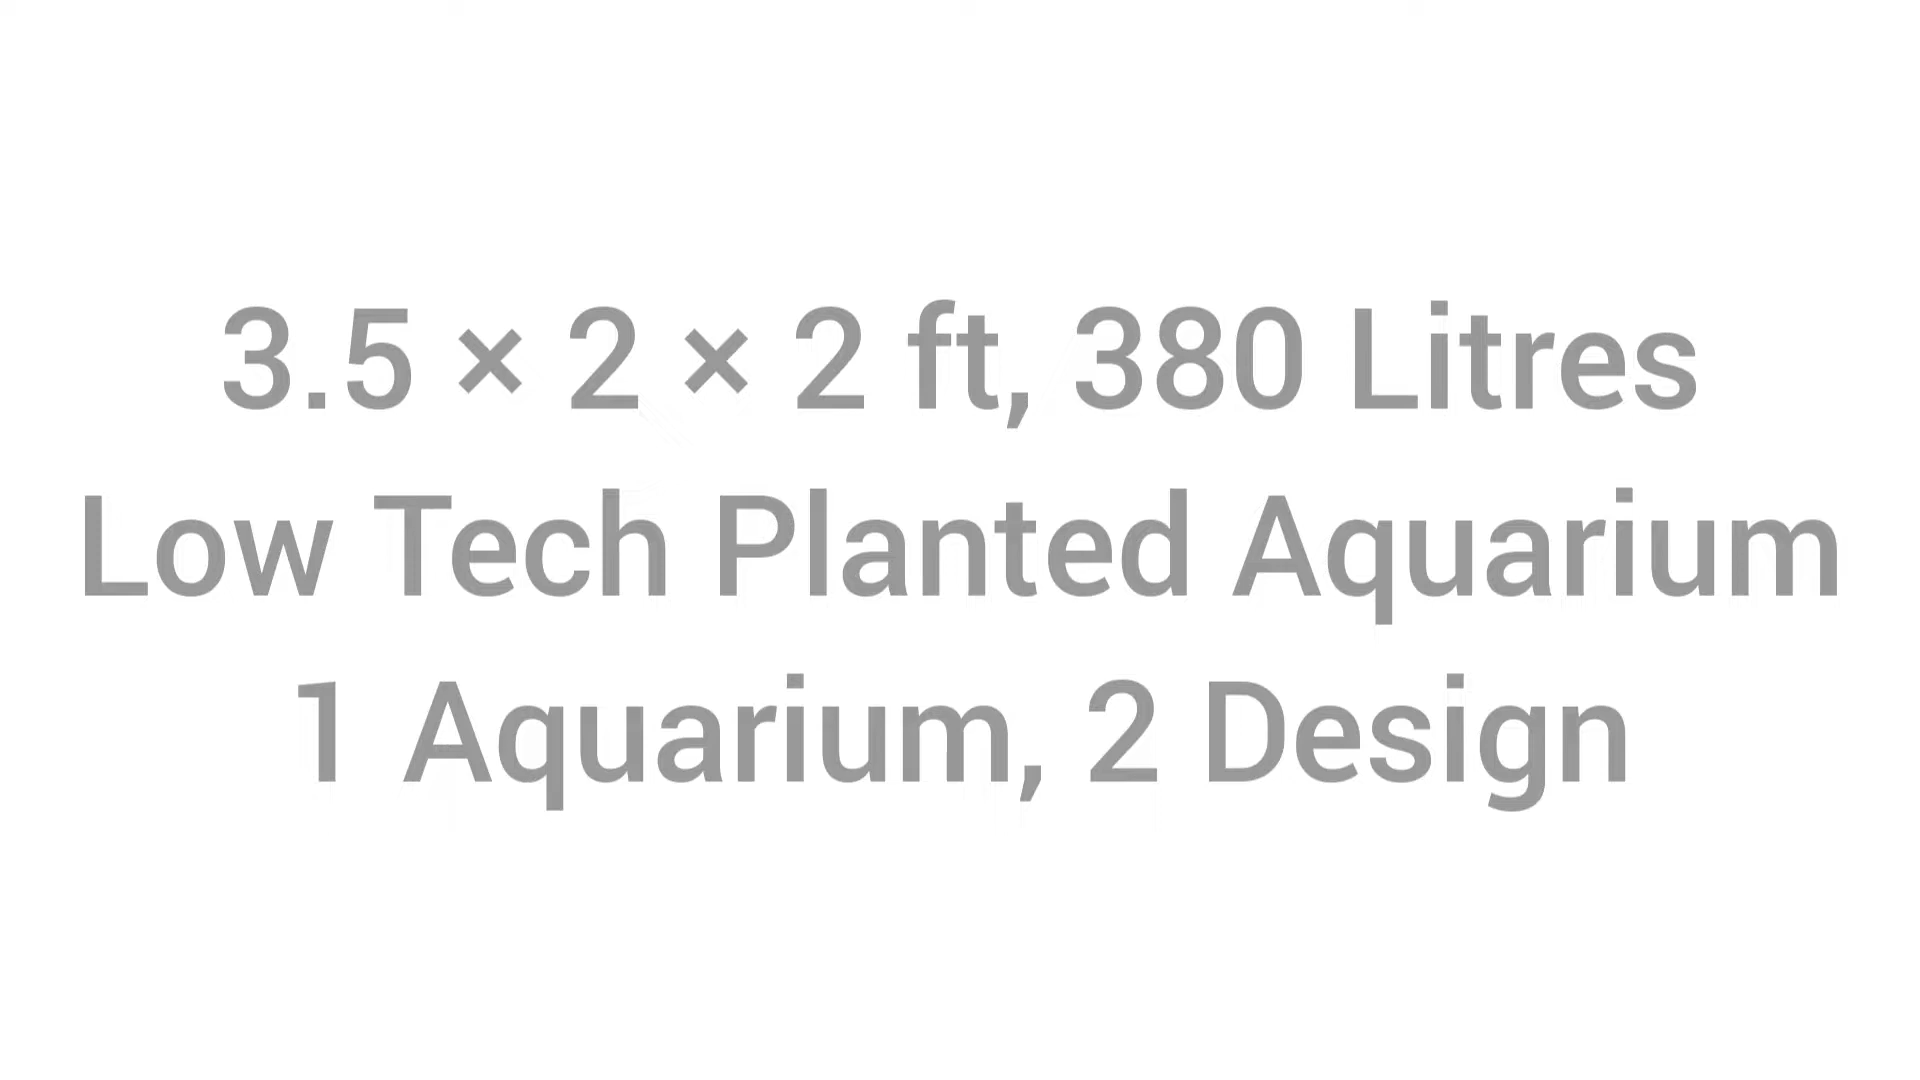 3.5 × 2 × 2 ft, 380 Litres
Low Tech Planted Aquarium
1 Aquarium, 2 Design